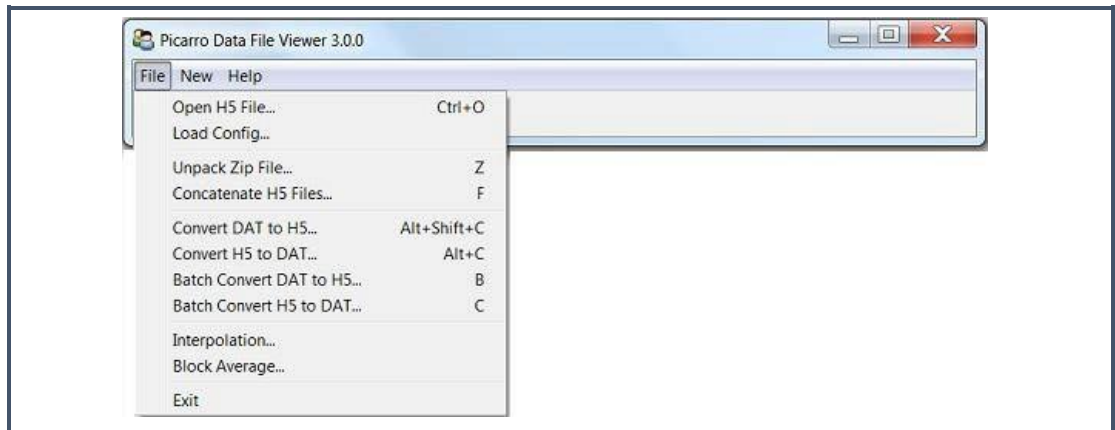 Picarro Data File Viewer 3.0.0
File New Help
Open H5 File... Ctrl+O
Load Config...
Unpack Zip File... Z
Concatenate H5 Files... F
Convert DAT to H5... Alt+Shift+C
Convert H5 to DAT... Alt+C
Batch Convert DAT to H5... B
Batch Convert H5 to DAT... C
Interpolation...
Block Average...
Exit